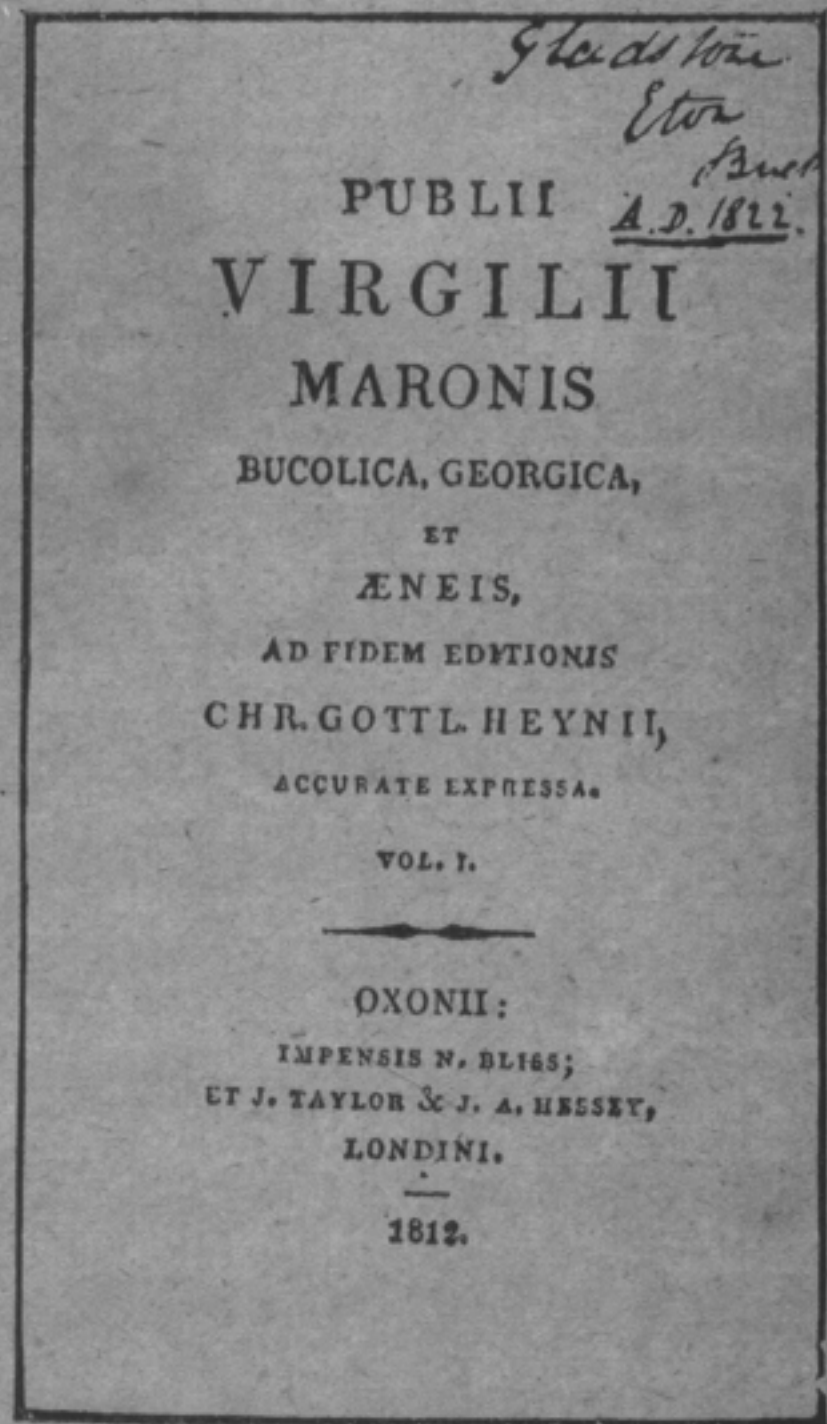 Gladstone
Eton
Buck
A.D. 1822.
PUBLII
VIRGILII
MARONIS
BUCOLICA, GEORGICA,
ET
ÆNEIS,
AD FIDEM EDITIONIS
CHR. GOTTL. HEYNII,
ACCURATE EXPRESSA.
VOL. I.
OXONII:
IMPENSIS N. BLISS;
ET J. TAYLOR & J. A. HESSEY,
LONDINI.
1812.